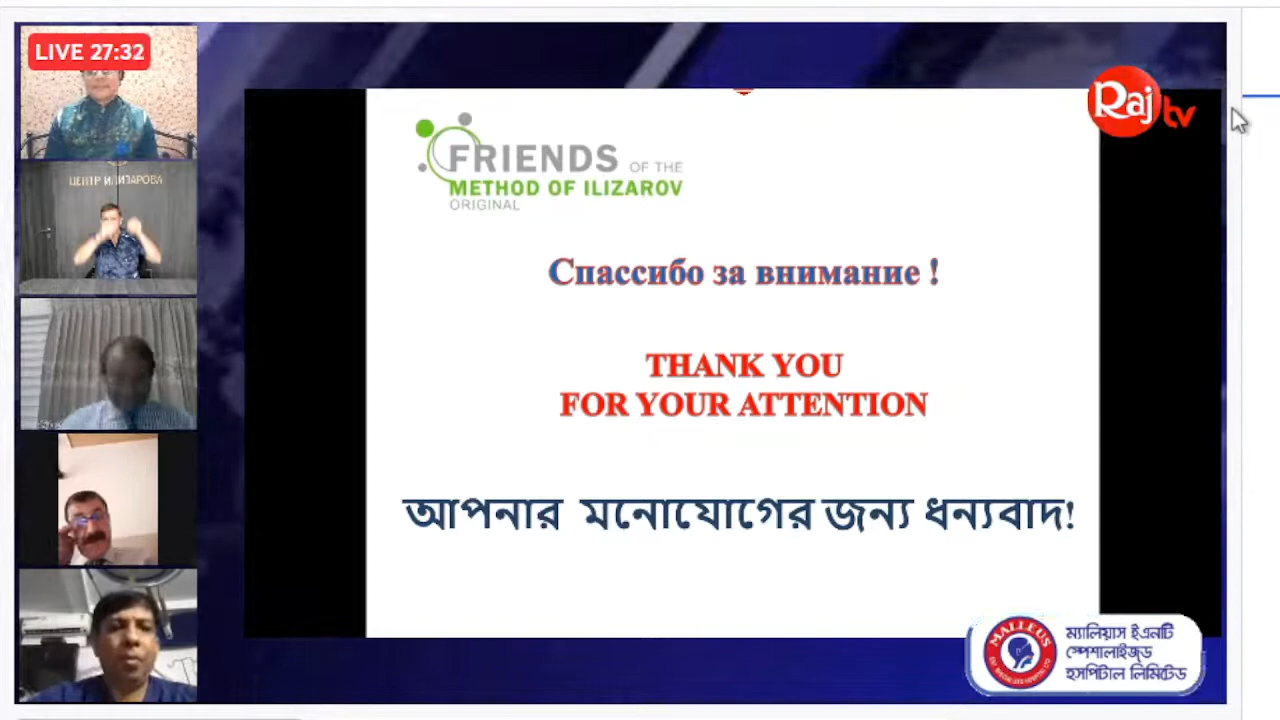 LIVE 27:32
ЦЕНТР ИЛИЗАРОВА
Raj tv
FRIENDS OF THE
METHOD OF ILIZAROV
ORIGINAL
Спассибо за внимание !
THANK YOU
FOR YOUR ATTENTION
আপনার মনোযোগের জন্য ধন্যবাদ!
MALLEUS
ম্যালিয়াস ইএনটি
স্পেশালাইজ্ড
হসপিটাল লিমিটেড